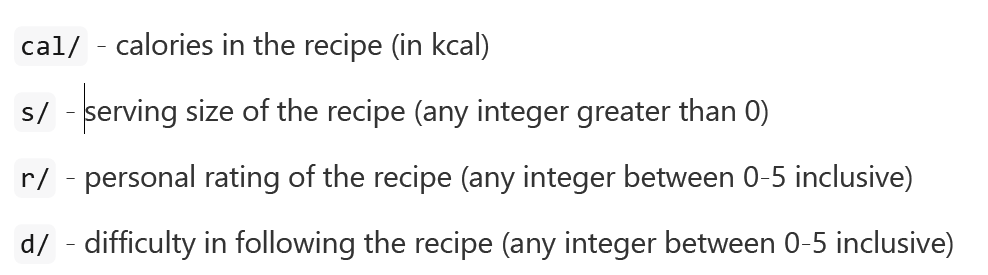 cal/ - calories in the recipe (in kcal)
s/ - serving size of the recipe (any integer greater than 0)
r/ - personal rating of the recipe (any integer between 0-5 inclusive)
d/ - difficulty in following the recipe (any integer between 0-5 inclusive)